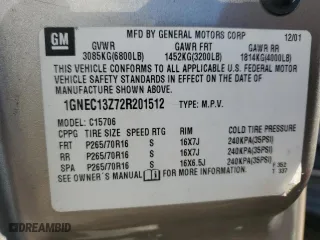 GM
MFD BY GENERAL MOTORS CORP 12/01
GVWR GAWR FRT GAWR RR
3085KG(6800LB) 1452KG(3200LB) 1814KG(4000LB)
THIS VEHICLE CONFORMS TO ALL APPLICABLE U.S. FEDERAL MOTOR
VEHICLE SAFETY STANDARDS IN EFFECT ON THE DATE OF
MANUFACTURE SHOWN ABOVE.
1GNEC13Z72R201512 TYPE: M.P.V.
MODEL: C15706
CPPG TIRE SIZE SPEED RTG RIM COLD TIRE PRESSURE
FRT P265/70R16 S 16X7J 240KPA(35PSI)
RR P265/70R16 S 16X7J 240KPA(35PSI)
SPA P265/70R16 S 16X6.5J 240KPA(35PSI)
SEE OWNER'S MANUAL FOR MORE INFORMATION.
DREAMBID